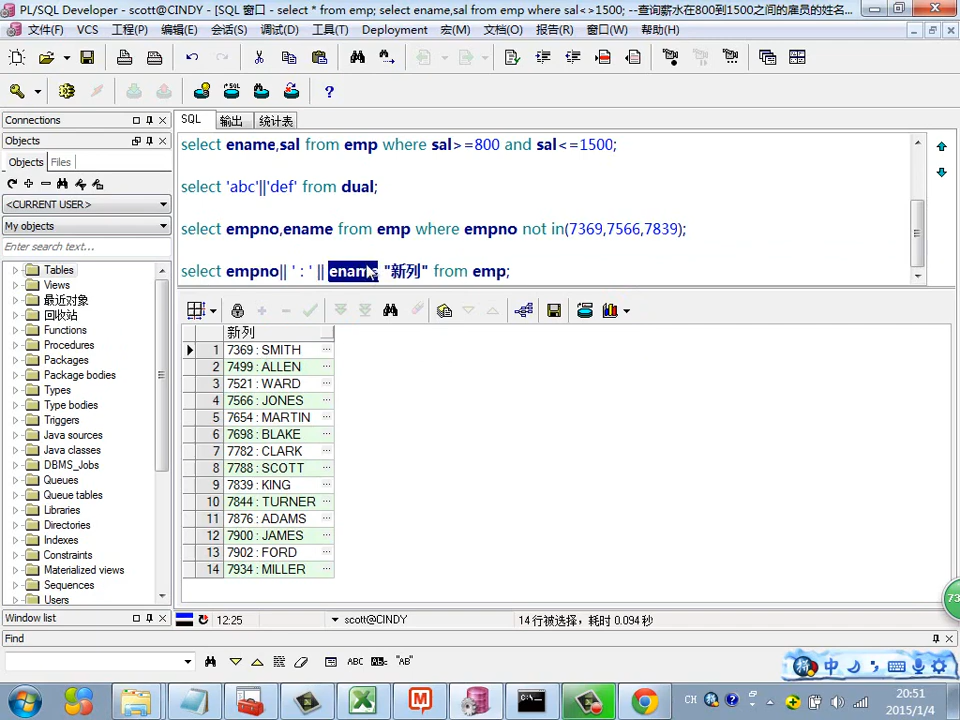 PL/SQL Developer - scott@CINDY - [SQL 窗口 - select * from emp; select ename,sal from emp where sal<>1500; --查询薪水在800到1500之间的雇员的姓名...
文件(F) VCS 工程(P) 编辑(E) 会话(S) 调试(D) 工具(T) Deployment 宏(M) 文档(O) 报告(R) 窗口(W) 帮助(H)
Connections
Objects
Objects Files
<CURRENT USER>
My objects
Enter search text...
Tables
Views
最近对象
回收站
Functions
Procedures
Packages
Package bodies
Types
Type bodies
Triggers
Java sources
Java classes
DBMS_Jobs
Queues
Queue tables
Libraries
Directories
Indexes
Constraints
Materialized views
Sequences
Users
SQL 输出 统计表
select ename,sal from emp where sal>=800 and sal<=1500;
select 'abc'||'def' from dual;
select empno,ename from emp where empno not in(7369,7566,7839);
select empno|| ' : ' || ename "新列" from emp;
新列
1 7369 : SMITH ...
2 7499 : ALLEN ...
3 7521 : WARD ...
4 7566 : JONES ...
5 7654 : MARTIN ...
6 7698 : BLAKE ...
7 7782 : CLARK ...
8 7788 : SCOTT ...
9 7839 : KING ...
10 7844 : TURNER ...
11 7876 : ADAMS ...
12 7900 : JAMES ...
13 7902 : FORD ...
14 7934 : MILLER ...
73
Window list
12:25 scott@CINDY 14 行被选择, 耗时 0.094 秒
Find
ABC "AB"
中
CH
20:51
2015/1/4